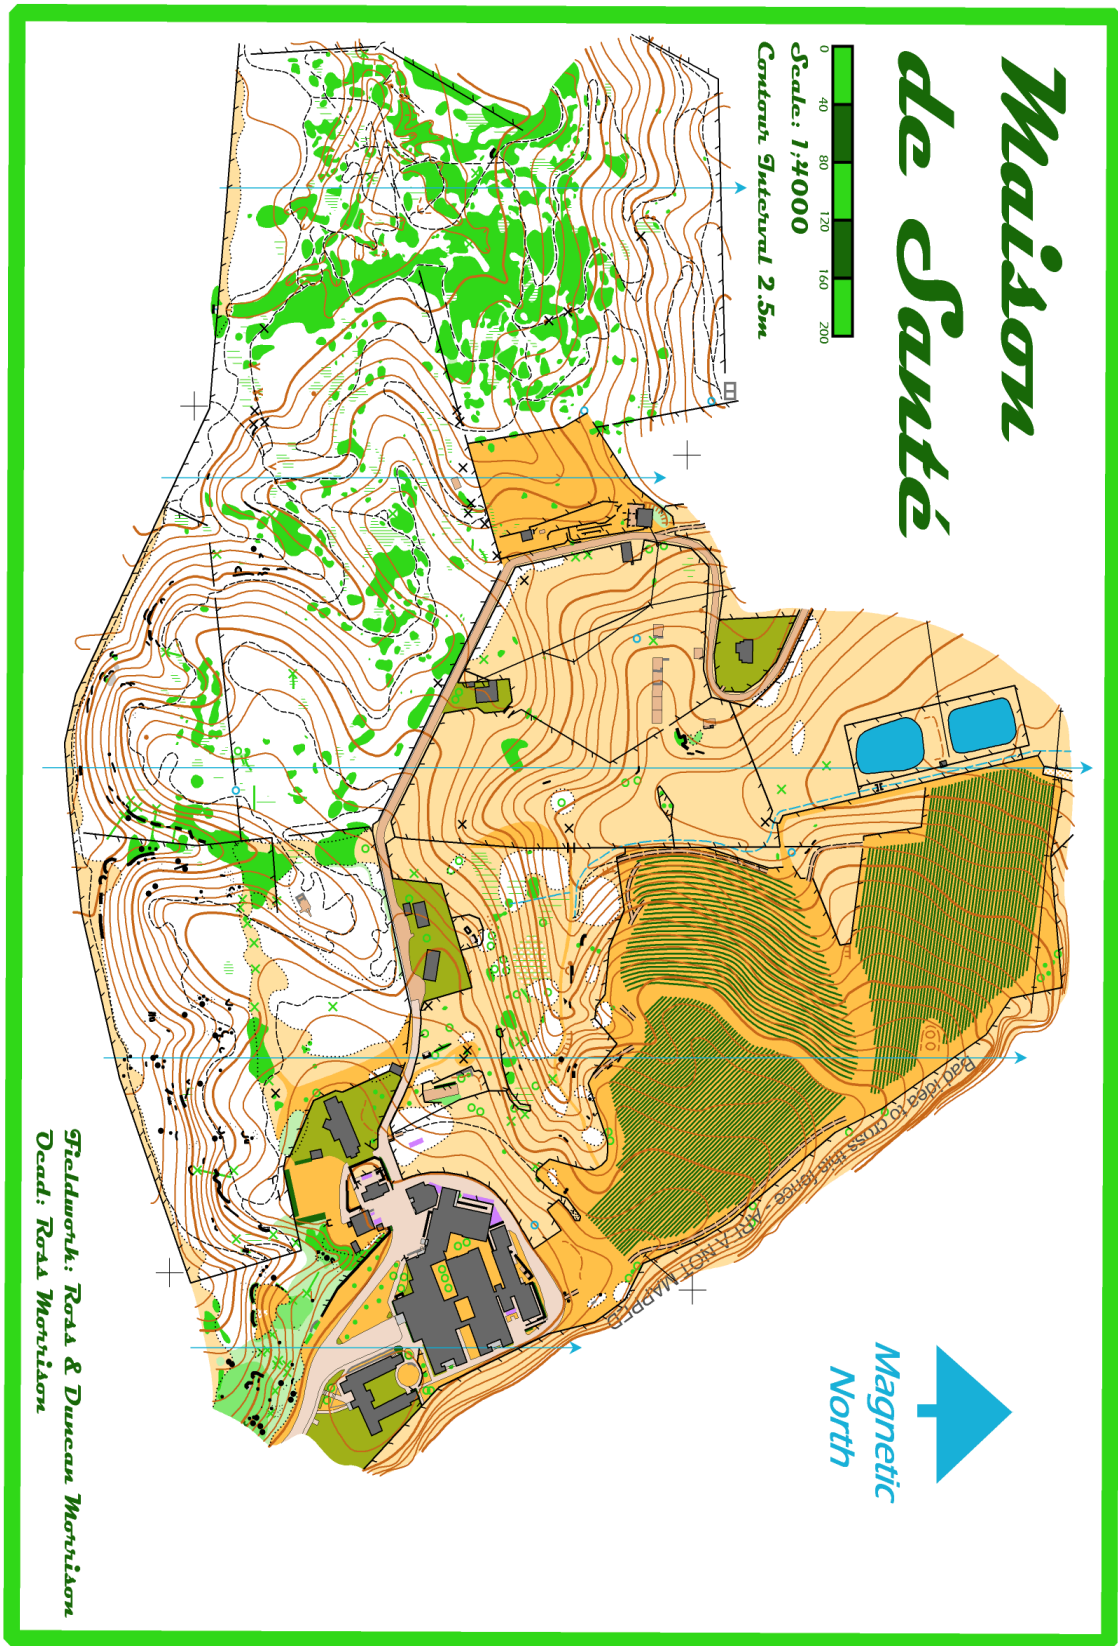 Maison
de Santé
0 40 80 120 160 200
Scale: 1:4000
Contour Interval 2.5m
Bad idea to cross this fence - AREA NOT MAPPED
Magnetic
North
Fieldwork: Ross & Duncan Morrison
Ocad: Ross Morrison